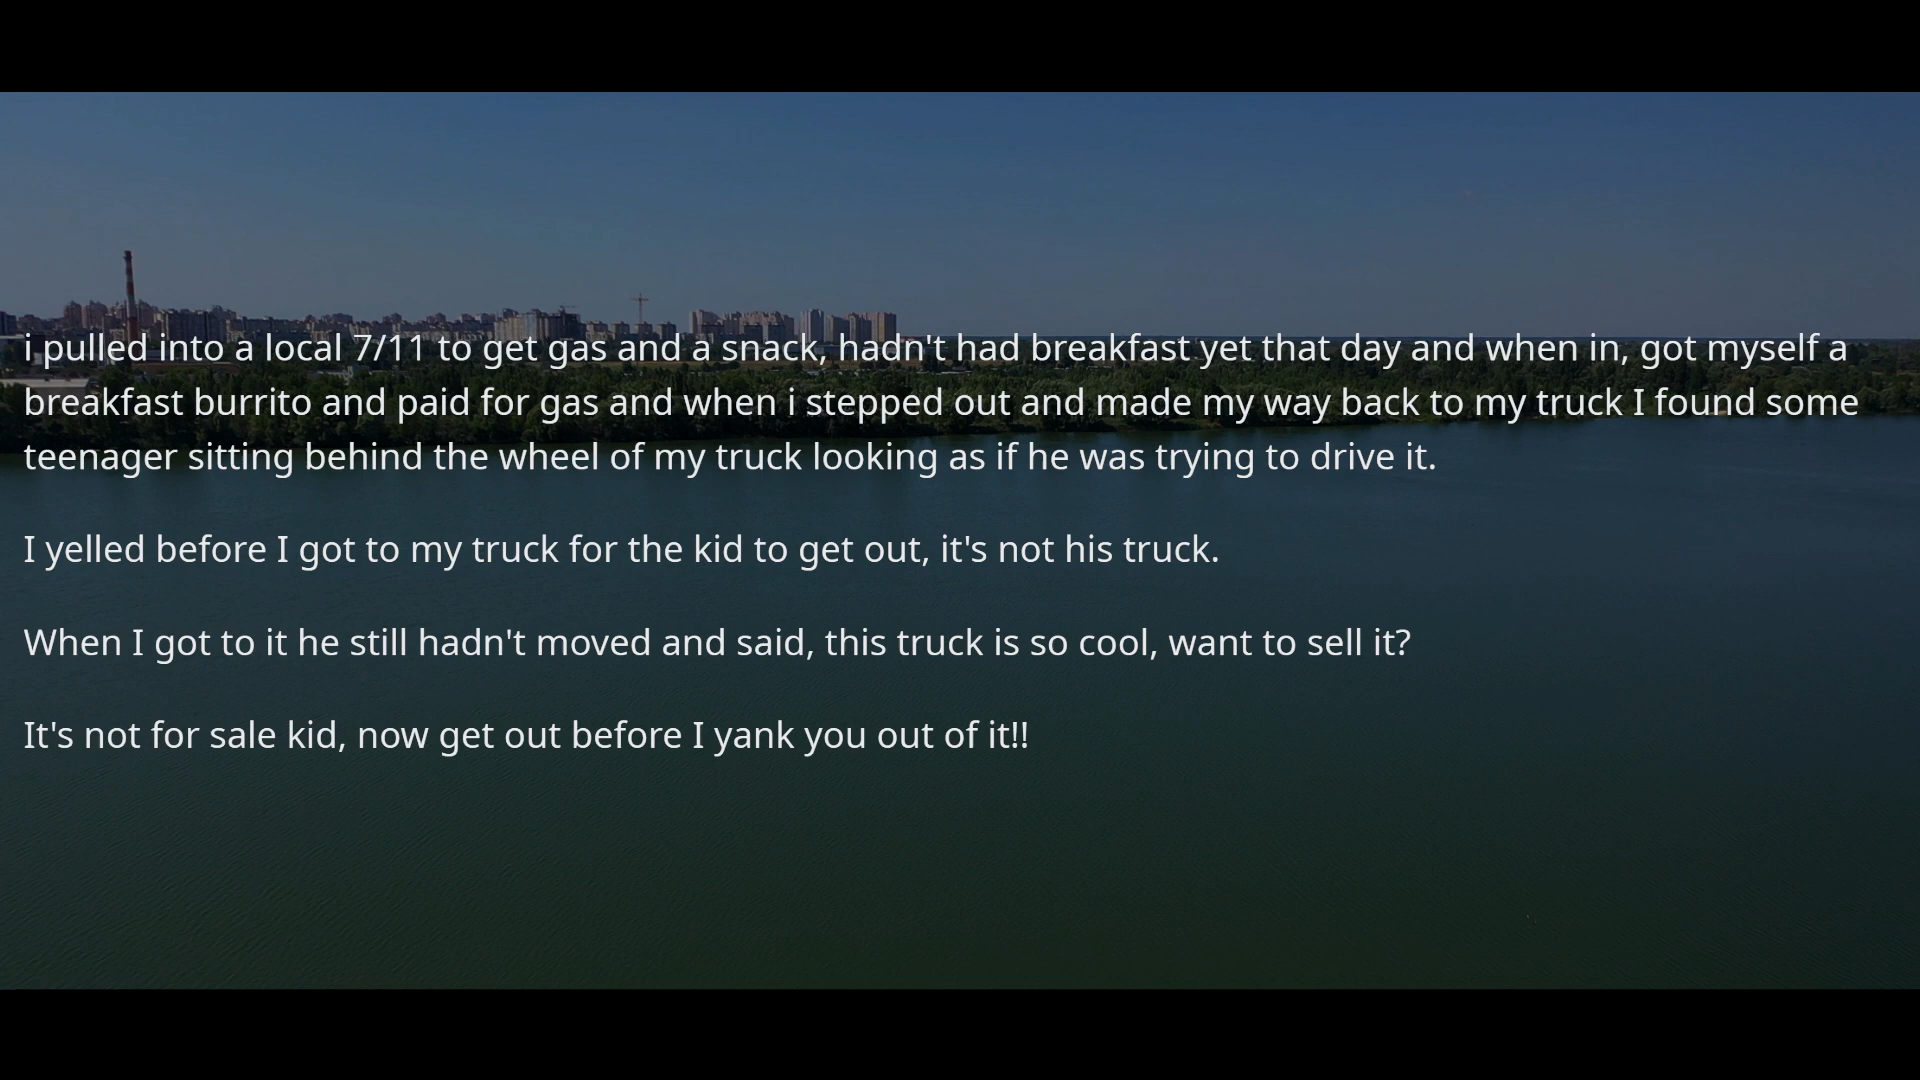 i pulled into a local 7/11 to get gas and a snack, hadn't had breakfast yet that day and when in, got myself a
breakfast burrito and paid for gas and when i stepped out and made my way back to my truck I found some
teenager sitting behind the wheel of my truck looking as if he was trying to drive it.
I yelled before I got to my truck for the kid to get out, it's not his truck.
When I got to it he still hadn't moved and said, this truck is so cool, want to sell it?
It's not for sale kid, now get out before I yank you out of it!!